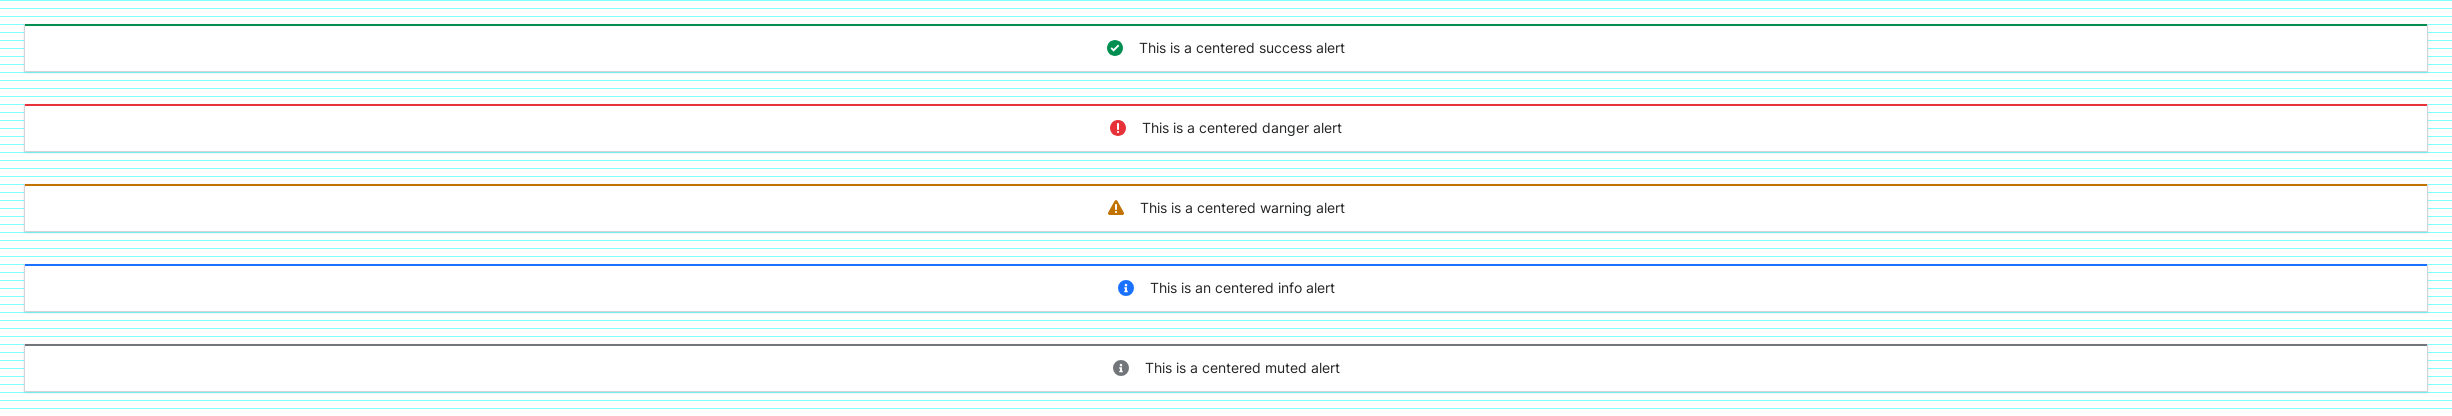 This is a centered success alert
This is a centered danger alert
This is a centered warning alert
This is an centered info alert
This is a centered muted alert